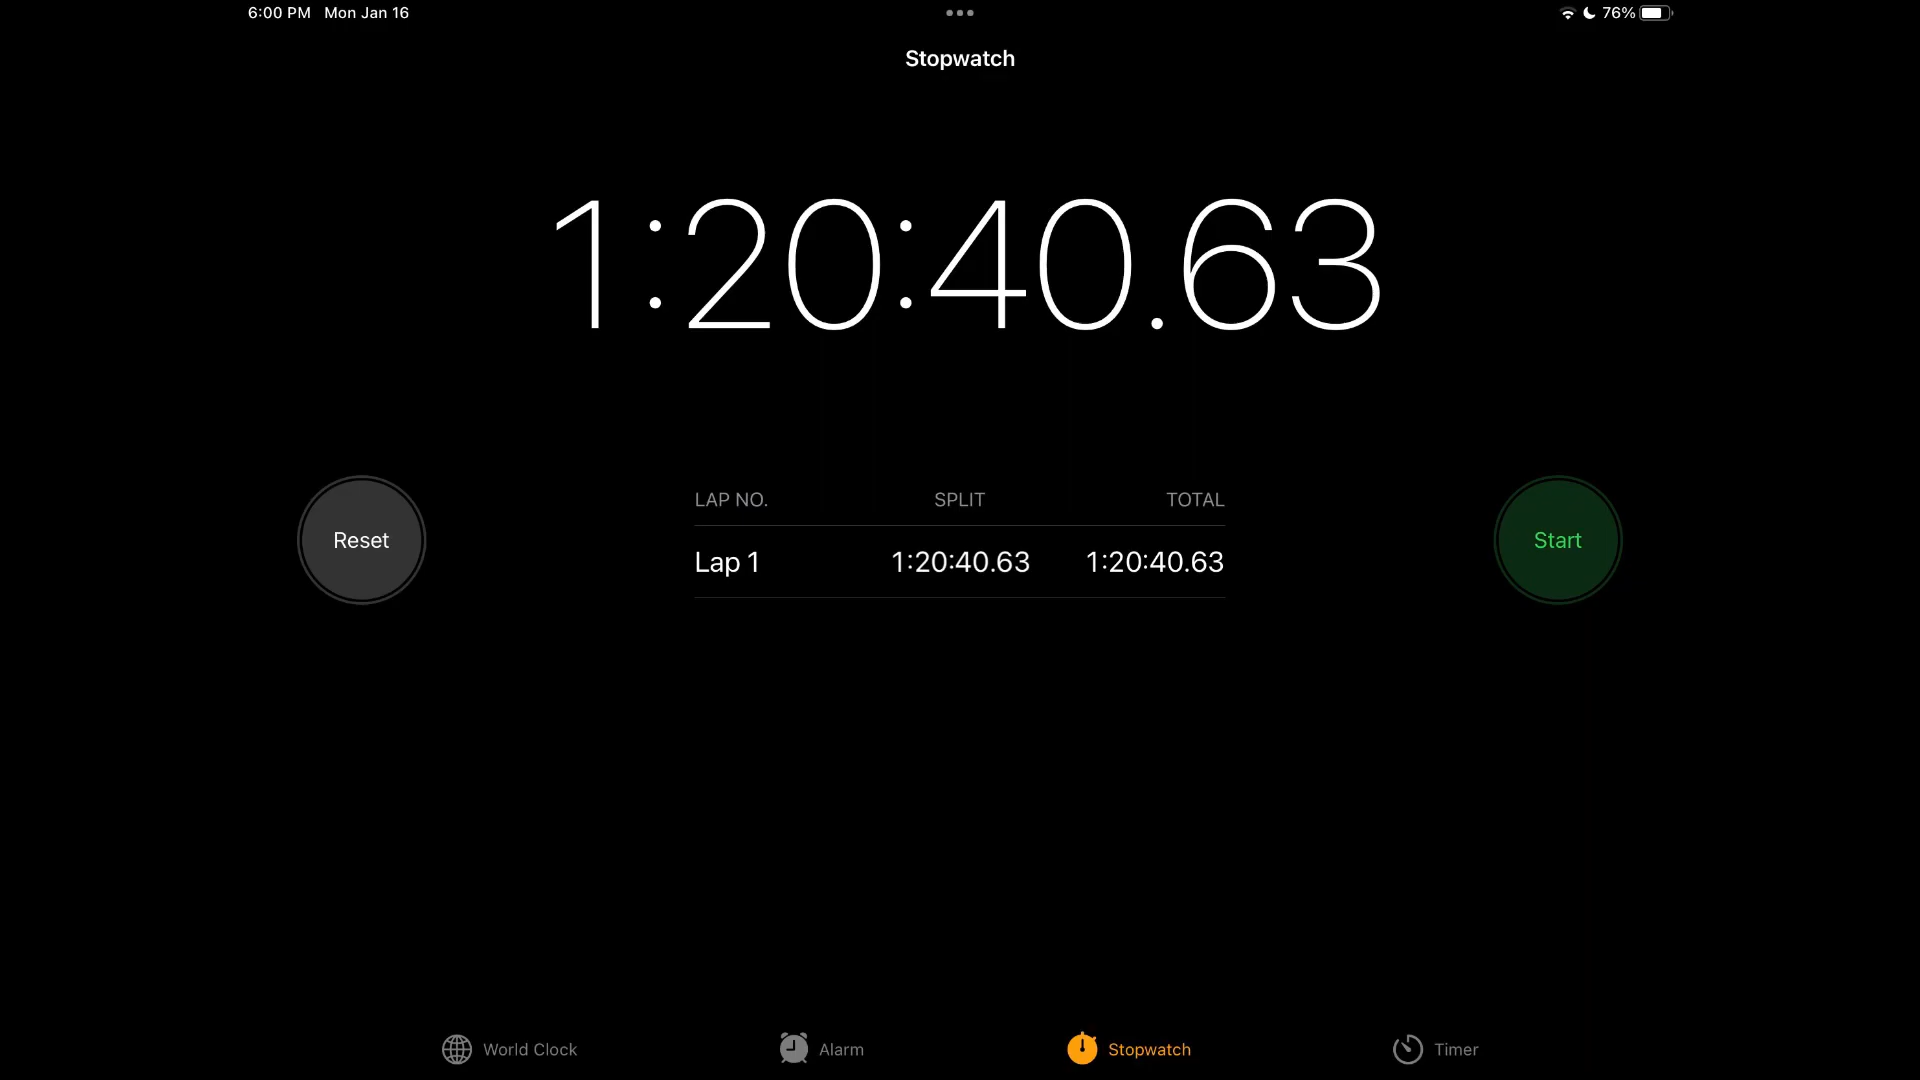 6:00 PM Mon Jan 16 76%
Stopwatch
1:20:40.63
LAP NO. SPLIT TOTAL
Reset Lap 1 1:20:40.63 1:20:40.63 Start
World Clock Alarm Stopwatch Timer